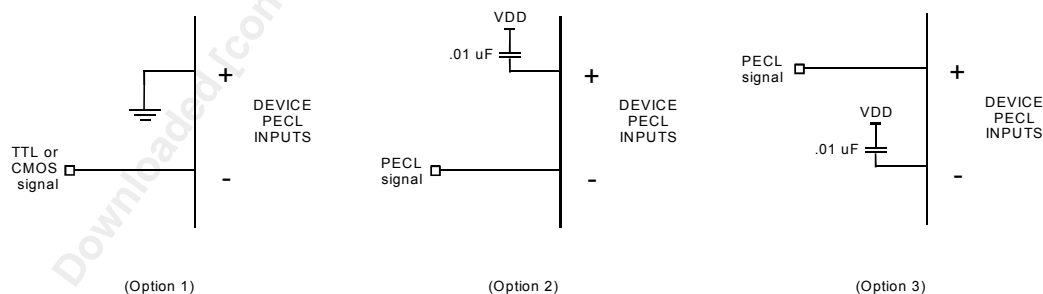 TTL or
CMOS
signal
+
-
DEVICE
PECL
INPUTS
(Option 1)
VDD
.01 uF
PECL
signal
+
-
DEVICE
PECL
INPUTS
(Option 2)
PECL
signal
VDD
.01 uF
+
-
DEVICE
PECL
INPUTS
(Option 3)
Downloaded